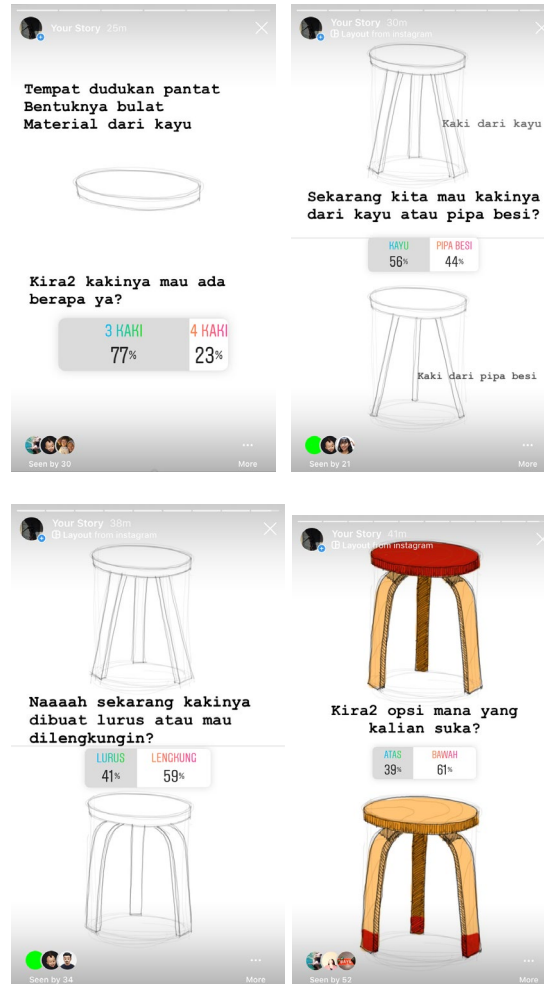 Your Story 25m
Tempat dudukan pantat
Bentuknya bulat
Material dari kayu
Kira2 kakinya mau ada
berapa ya?
3 KAKI 4 KAKI
77% 23%
Seen by 30 More
Your Story 30m
Layout from instagram
Kaki dari kayu
Sekarang kita mau kakinya
dari kayu atau pipa besi?
KAYU PIPA BESI
56% 44%
Kaki dari pipa besi
Seen by 21 More
Your Story 38m
Layout from instagram
Naaaah sekarang kakinya
dibuat lurus atau mau
dilengkungin?
LURUS LENGKUNG
41% 59%
Seen by 34 More
Your Story 41m
Layout from instagram
Kira2 opsi mana yang
kalian suka?
ATAS BAWAH
39% 61%
Seen by 52 More